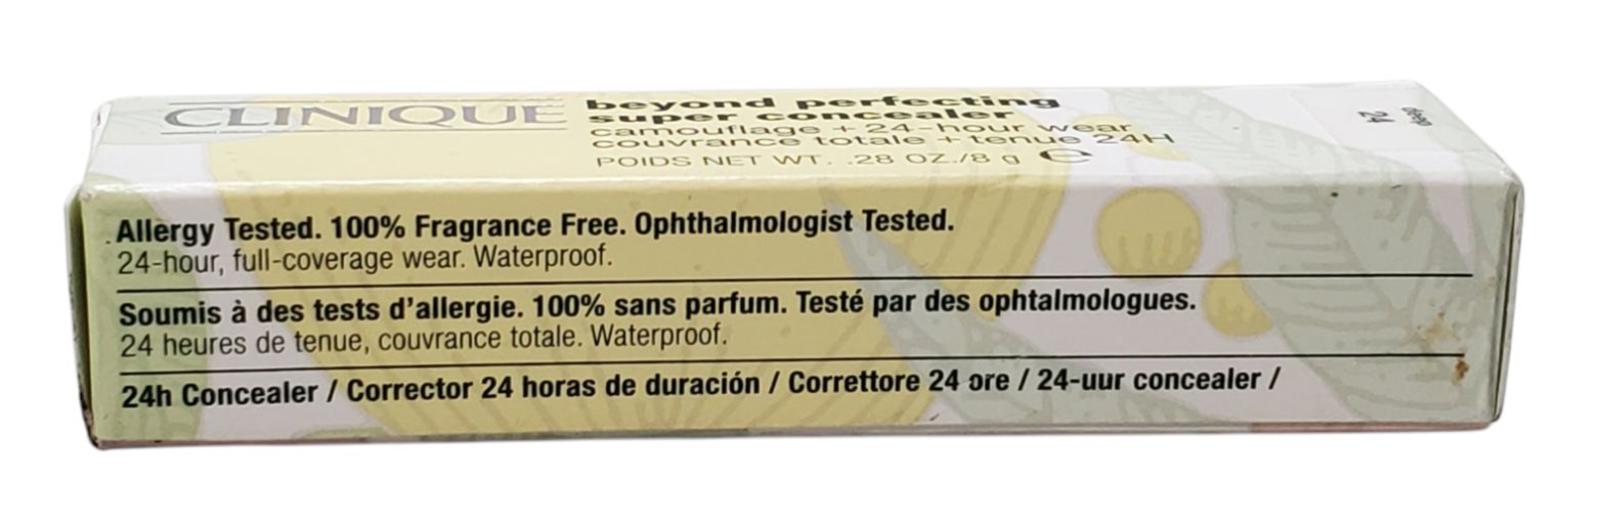 CLINIQUE
beyond perfecting
super concealer
camouflage + 24-hour wear
couvrance totale + tenue 24H
POIDS NET WT. .28 OZ./8 g ℮
24
deep
Allergy Tested. 100% Fragrance Free. Ophthalmologist Tested.
24-hour, full-coverage wear. Waterproof.
Soumis à des tests d'allergie. 100% sans parfum. Testé par des ophtalmologues.
24 heures de tenue, couvrance totale. Waterproof.
24h Concealer / Corrector 24 horas de duración / Correttore 24 ore / 24-uur concealer /